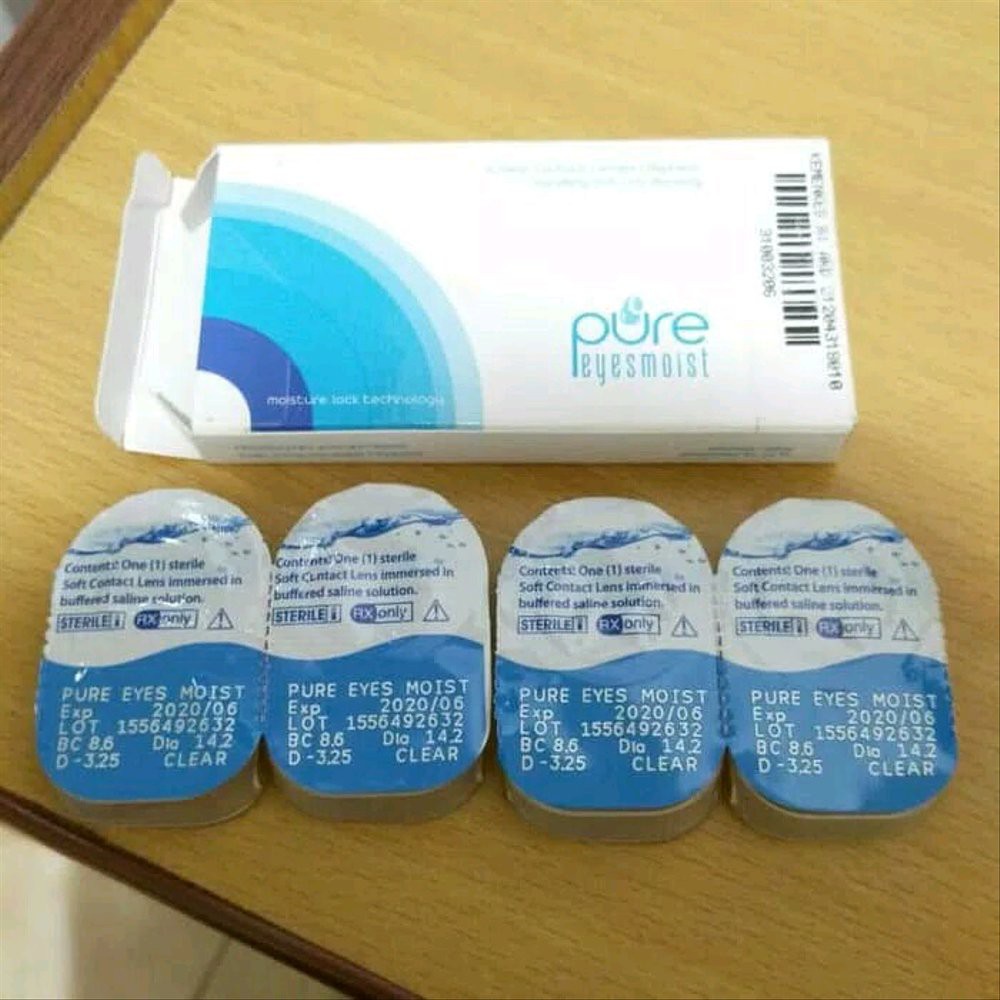 KEMENKES RI AKL 21204318010
31003206
pure
eyesmoist
moisture lock technology
Contents: One (1) sterile
Soft Contact Lens immersed in
buffered saline solution.
STERILE RX only
PURE EYES MOIST
Exp 2020/06
LOT 1556492632
BC 8.6 Dia 14.2
D -3.25 CLEAR
Contents: One (1) sterile
Soft Contact Lens immersed in
buffered saline solution.
STERILE RX only
PURE EYES MOIST
Exp 2020/06
LOT 1556492632
BC 8.6 Dia 14.2
D -3.25 CLEAR
Contents: One (1) sterile
Soft Contact Lens immersed in
buffered saline solution.
STERILE RX only
PURE EYES MOIST
Exp 2020/06
LOT 1556492632
BC 8.6 Dia 14.2
D -3.25 CLEAR
Contents: One (1) sterile
Soft Contact Lens immersed in
buffered saline solution.
STERILE RX only
PURE EYES MOIST
Exp 2020/06
LOT 1556492632
BC 8.6 Dia 14.2
D -3.25 CLEAR